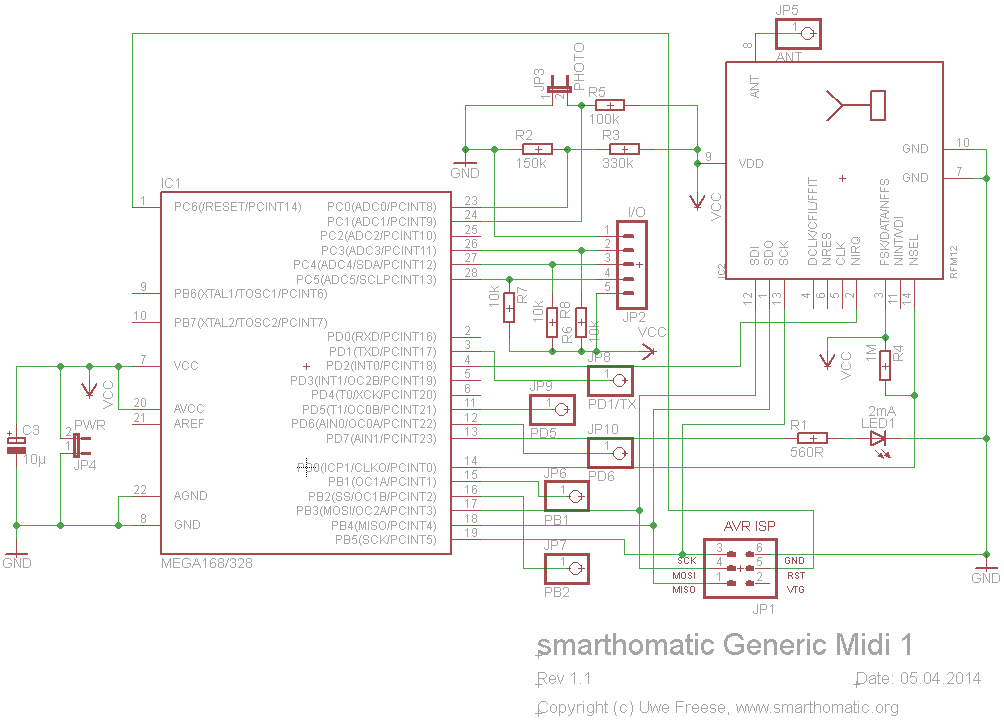 JP5
1
8
ANT
ANT
JP3
1
2
PHOTO
R5
100k
R2
150k
R3
330k
GND
9
VDD
VCC
GND
10
GND
7
IC2
RFM12
SDI
SDO
SCK
DCLK/CFIL/FFIT
NRES
CLK
NIRQ
FSK/DATA/NFFS
NINT/VDI
NSEL
12
1
13
4
6
5
2
3
11
14
IC1
1
PC6(/RESET/PCINT14)
9
PB6(XTAL1/TOSC1/PCINT6)
10
PB7(XTAL2/TOSC2/PCINT7)
7
VCC
20
AVCC
21
AREF
22
AGND
8
GND
PC0(ADC0/PCINT8)
23
PC1(ADC1/PCINT9)
24
PC2(ADC2/PCINT10)
25
PC3(ADC3/PCINT11)
26
PC4(ADC4/SDA/PCINT12)
27
PC5(ADC5/SCLPCINT13)
28
PD0(RXD/PCINT16)
2
PD1(TXD/PCINT17)
3
PD2(INT0/PCINT18)
4
PD3(INT1/OC2B/PCINT19)
5
PD4(T0/XCK/PCINT20)
6
PD5(T1/OC0B/PCINT21)
11
PD6(AIN0/OC0A/PCINT22)
12
PD7(AIN1/PCINT23)
13
(ICP1/CLKO/PCINT0)
14
PB1(OC1A/PCINT1)
15
PB2(SS/OC1B/PCINT2)
16
PB3(MOSI/OC2A/PCINT3)
17
PB4(MISO/PCINT4)
18
PB5(SCK/PCINT5)
19
MEGA168/328
I/O
1
2
3
4
5
JP2
10k
R7
10k
R6
R8
10k
VCC
JP8
1
PD1/TX
JP9
1
PD5
JP10
1
PD6
JP6
1
PB1
JP7
1
PB2
VCC
1M
R4
R1
560R
2mA
LED1
VCC
PWR
2
1
JP4
C3
10µ
GND
AVR ISP
3
6
4
5
1
2
SCK
MOSI
MISO
GND
RST
VTG
JP1
GND
smarthomatic Generic Midi 1
Rev 1.1
Date: 05.04.2014
Copyright (c) Uwe Freese, www.smarthomatic.org